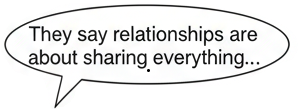 They say relationships are
about sharing everything...